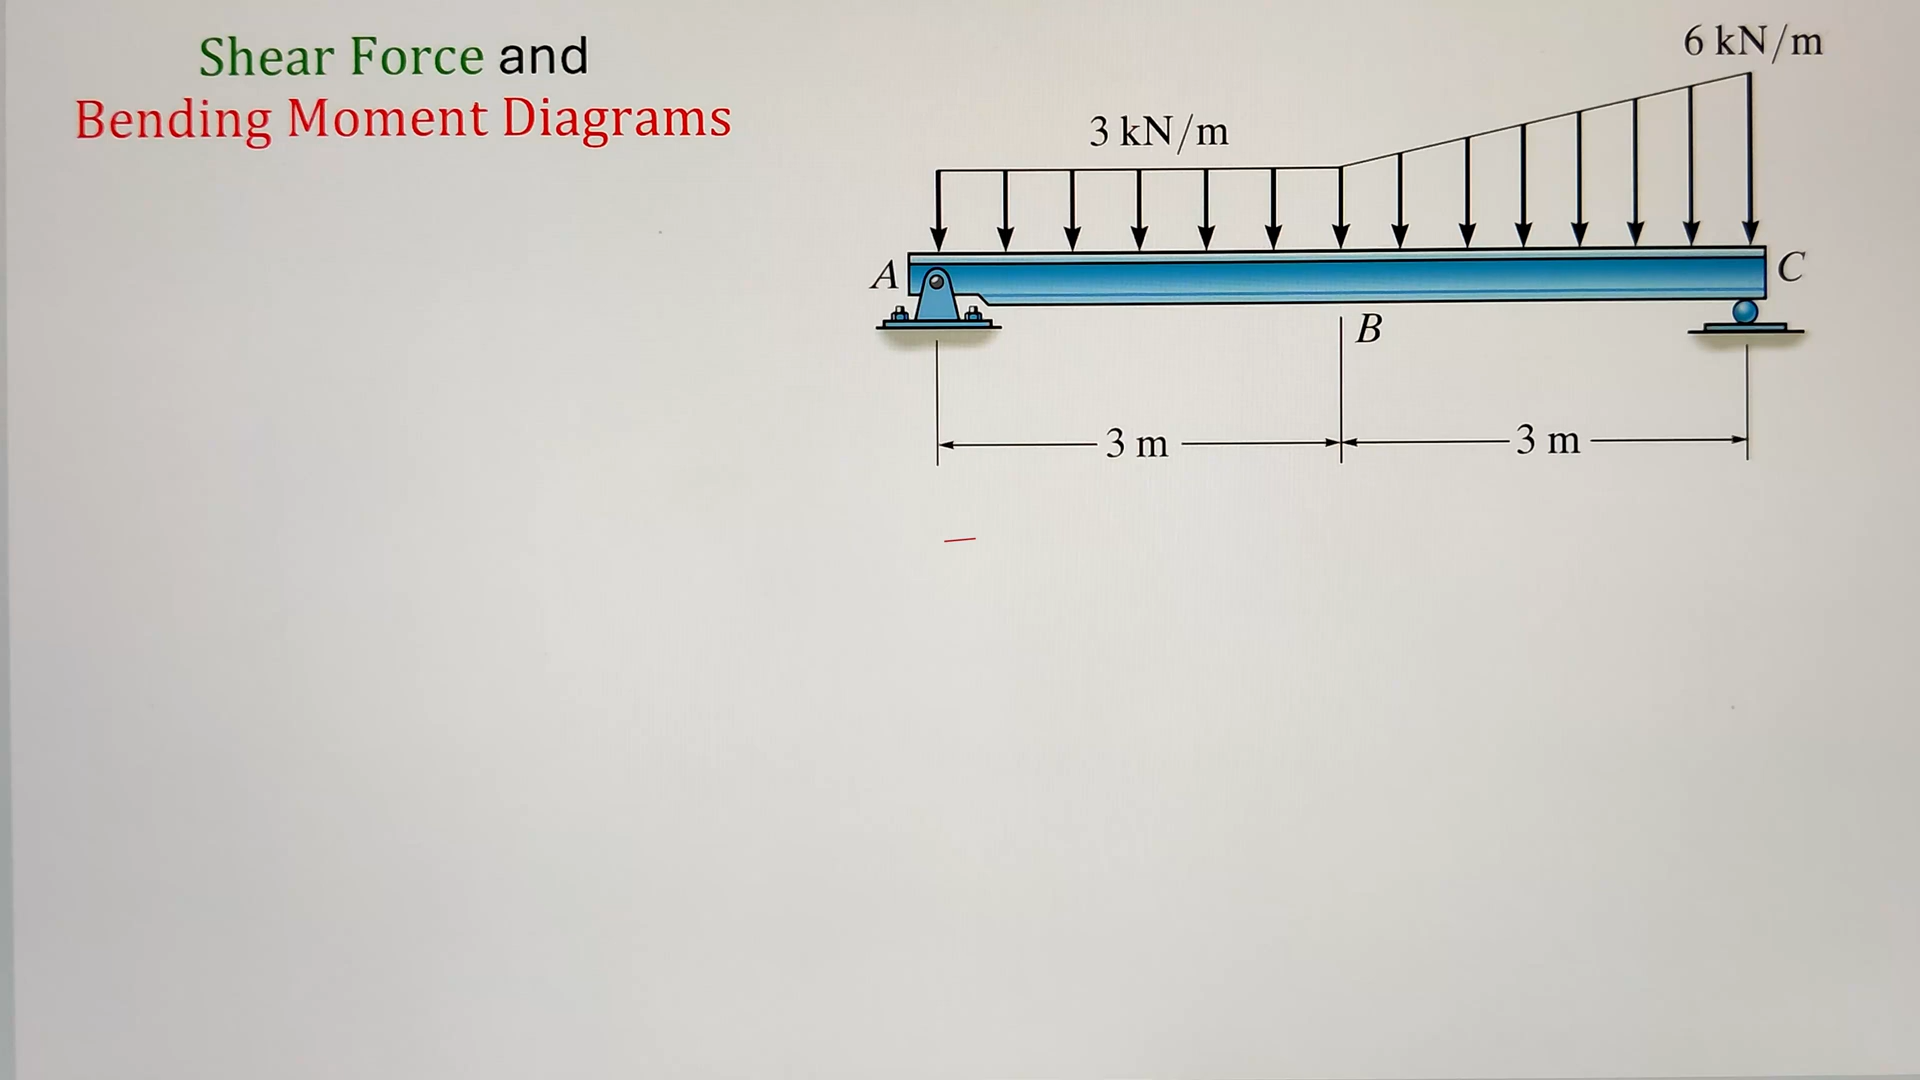 Shear Force and
Bending Moment Diagrams
6 kN/m
3 kN/m
A
C
B
3 m
3 m